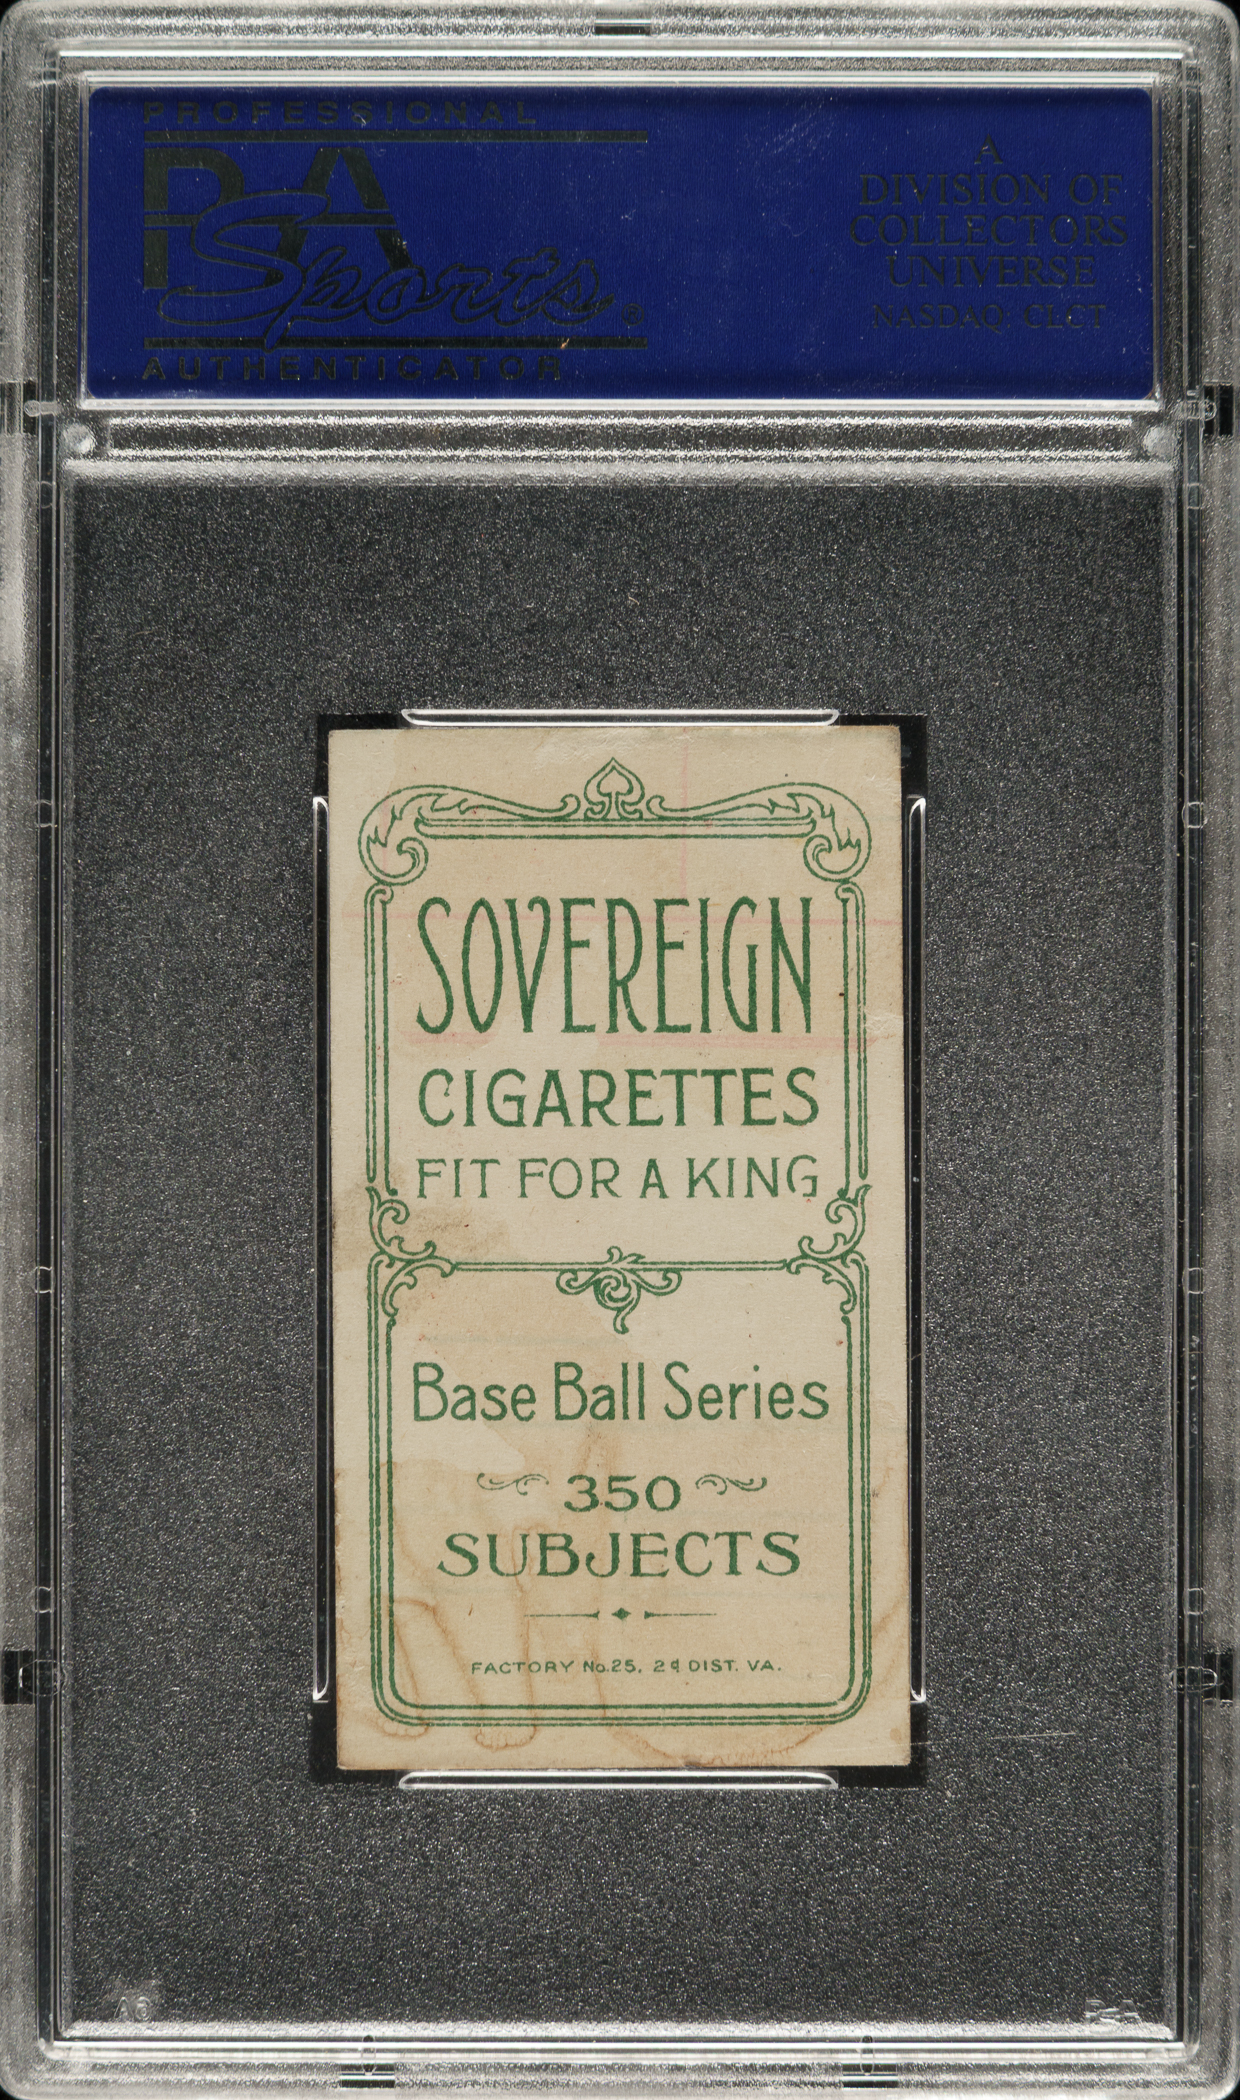 PROFESSIONAL
PSA
Sports®
AUTHENTICATOR
A
DIVISION OF
COLLECTORS
UNIVERSE
NASDAQ: CLCT
SOVEREIGN
CIGARETTES
FIT FOR A KING
Base Ball Series
350
SUBJECTS
FACTORY No.25, 2d DIST. VA.
PSA